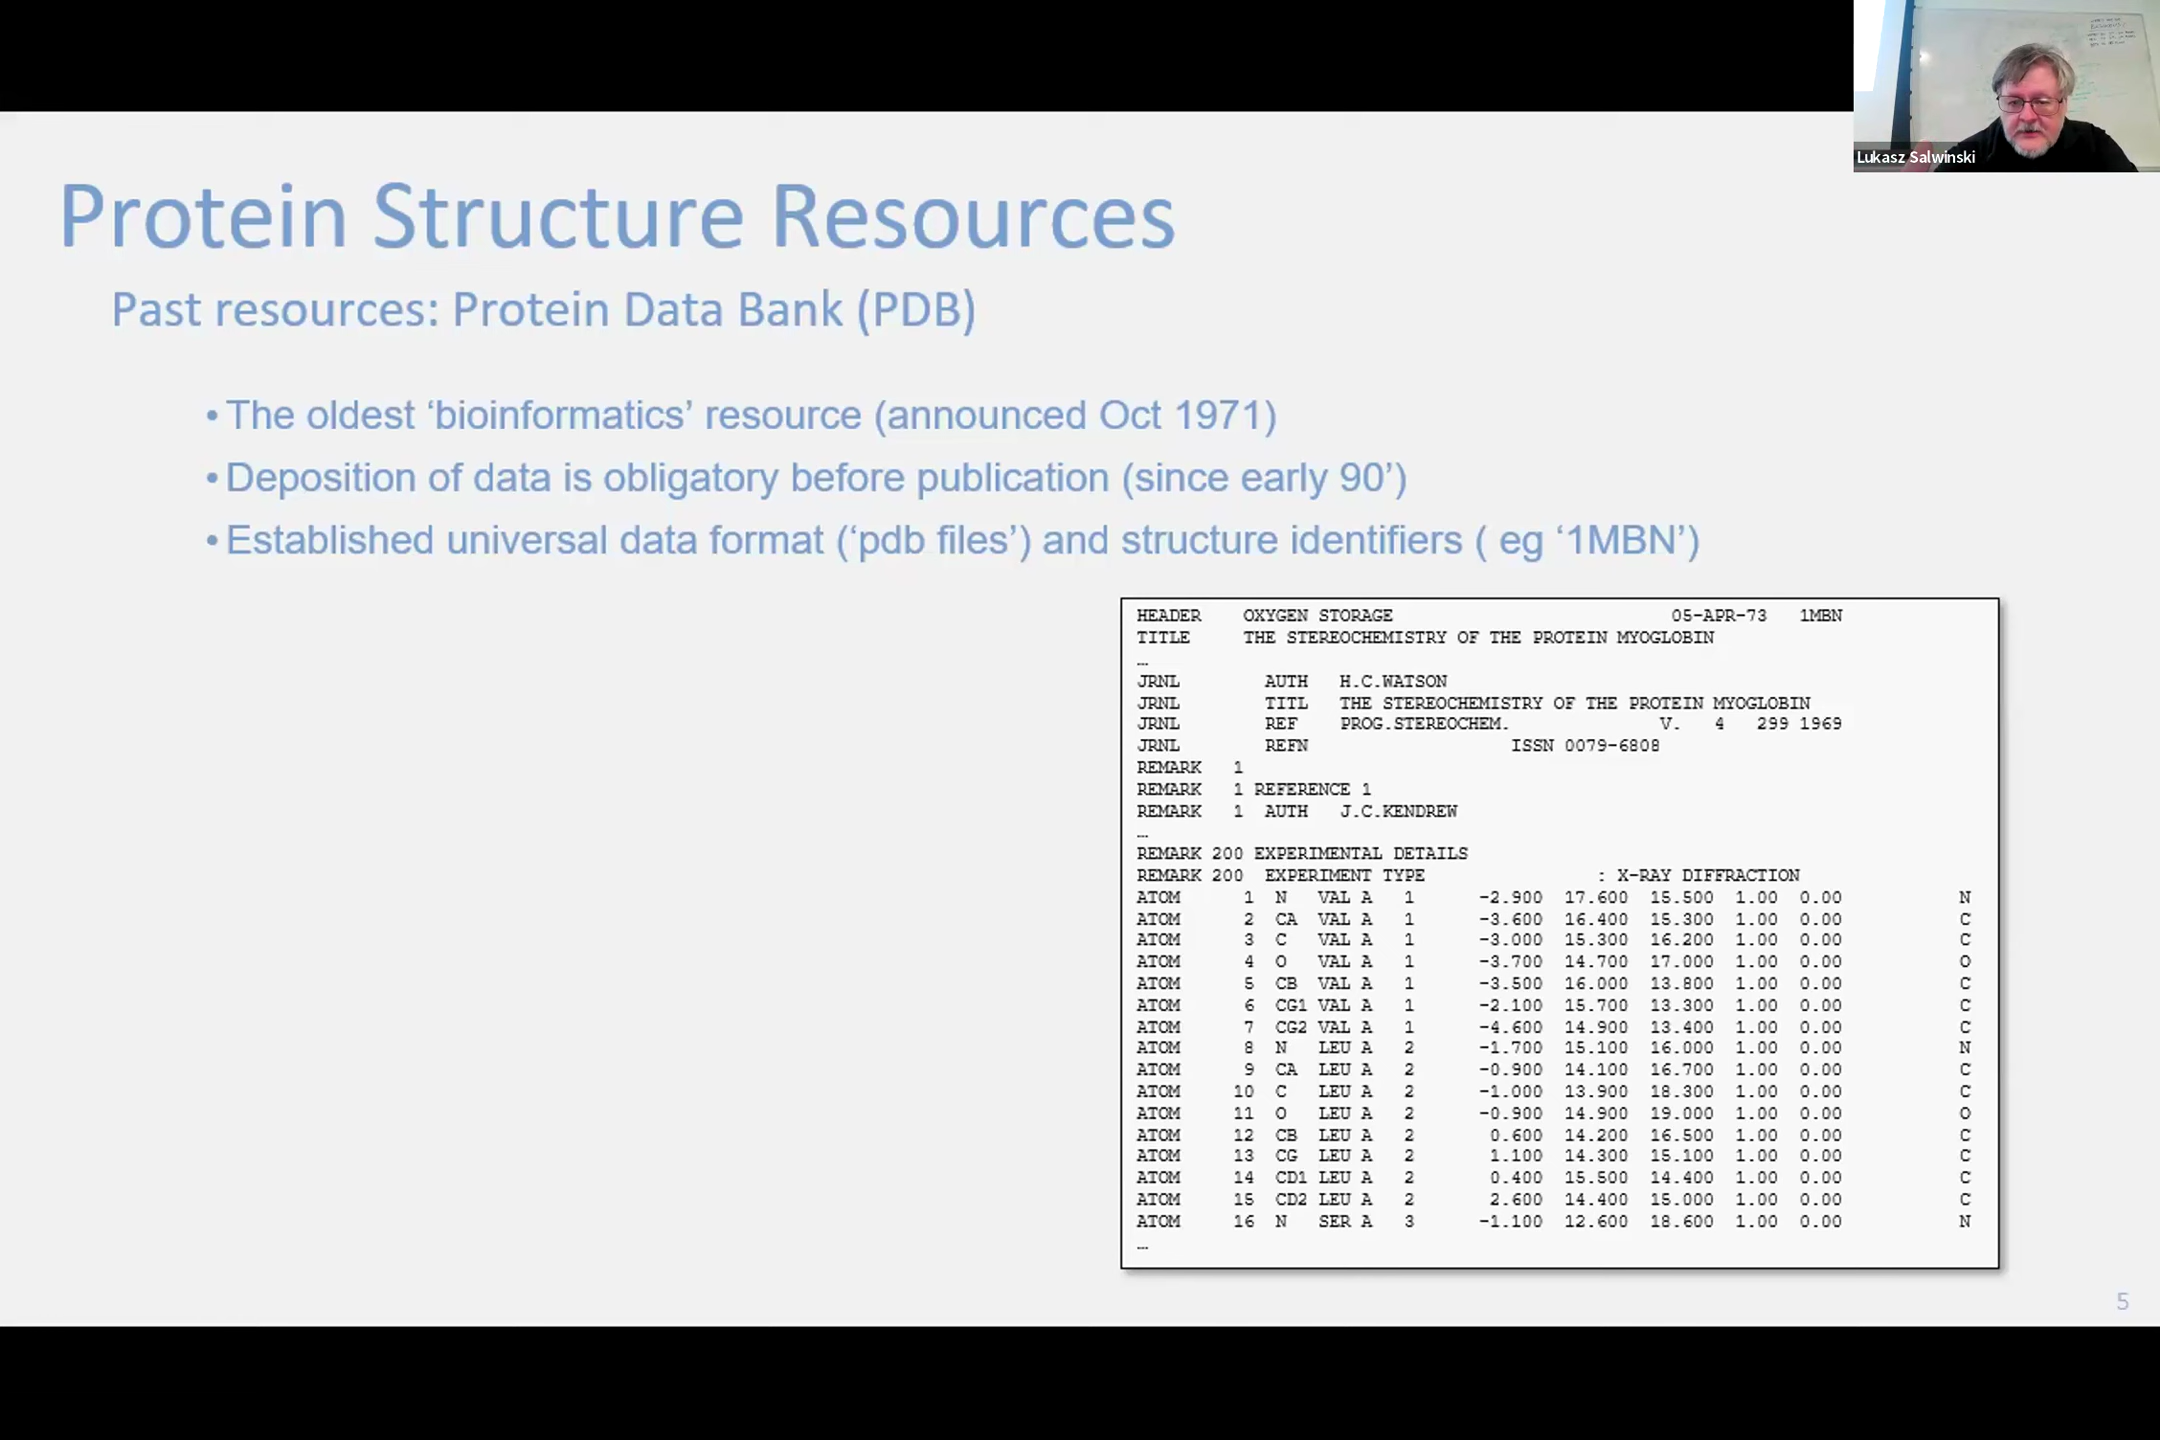 Lukasz Salwinski
Protein Structure Resources
Past resources: Protein Data Bank (PDB)
• The oldest ‘bioinformatics’ resource (announced Oct 1971)
• Deposition of data is obligatory before publication (since early 90’)
• Established universal data format (‘pdb files’) and structure identifiers ( eg ‘1MBN’)
HEADER    OXYGEN STORAGE                          05-APR-73   1MBN
TITLE     THE STEREOCHEMISTRY OF THE PROTEIN MYOGLOBIN
…
JRNL        AUTH   H.C.WATSON
JRNL        TITL   THE STEREOCHEMISTRY OF THE PROTEIN MYOGLOBIN
JRNL        REF    PROG.STEREOCHEM.              V.   4   299 1969
JRNL        REFN                   ISSN 0079-6808
REMARK   1
REMARK   1 REFERENCE 1
REMARK   1  AUTH   J.C.KENDREW
…
REMARK 200 EXPERIMENTAL DETAILS
REMARK 200  EXPERIMENT TYPE                : X-RAY DIFFRACTION
ATOM      1  N   VAL A   1      -2.900  17.600  15.500  1.00  0.00           N
ATOM      2  CA  VAL A   1      -3.600  16.400  15.300  1.00  0.00           C
ATOM      3  C   VAL A   1      -3.000  15.300  16.200  1.00  0.00           C
ATOM      4  O   VAL A   1      -3.700  14.700  17.000  1.00  0.00           O
ATOM      5  CB  VAL A   1      -3.500  16.000  13.800  1.00  0.00           C
ATOM      6  CG1 VAL A   1      -2.100  15.700  13.300  1.00  0.00           C
ATOM      7  CG2 VAL A   1      -4.600  14.900  13.400  1.00  0.00           C
ATOM      8  N   LEU A   2      -1.700  15.100  16.000  1.00  0.00           N
ATOM      9  CA  LEU A   2      -0.900  14.100  16.700  1.00  0.00           C
ATOM     10  C   LEU A   2      -1.000  13.900  18.300  1.00  0.00           C
ATOM     11  O   LEU A   2      -0.900  14.900  19.000  1.00  0.00           O
ATOM     12  CB  LEU A   2       0.600  14.200  16.500  1.00  0.00           C
ATOM     13  CG  LEU A   2       1.100  14.300  15.100  1.00  0.00           C
ATOM     14  CD1 LEU A   2       0.400  15.500  14.400  1.00  0.00           C
ATOM     15  CD2 LEU A   2       2.600  14.400  15.000  1.00  0.00           C
ATOM     16  N   SER A   3      -1.100  12.600  18.600  1.00  0.00           N
…
5